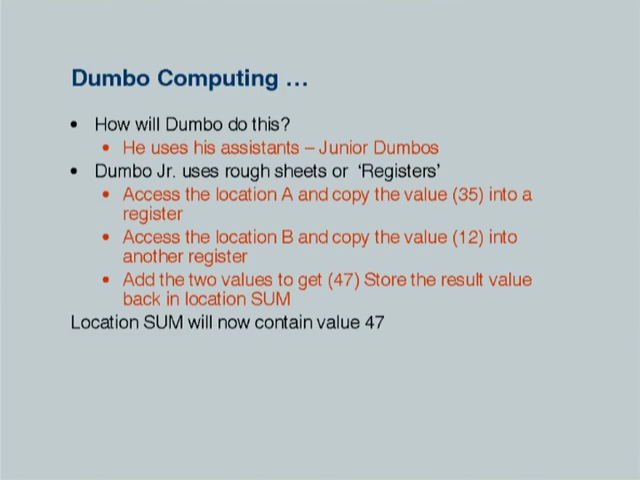 Dumbo Computing …
• How will Dumbo do this?
• He uses his assistants – Junior Dumbos
• Dumbo Jr. uses rough sheets or ‘Registers’
• Access the location A and copy the value (35) into a
register
• Access the location B and copy the value (12) into
another register
• Add the two values to get (47) Store the result value
back in location SUM
Location SUM will now contain value 47